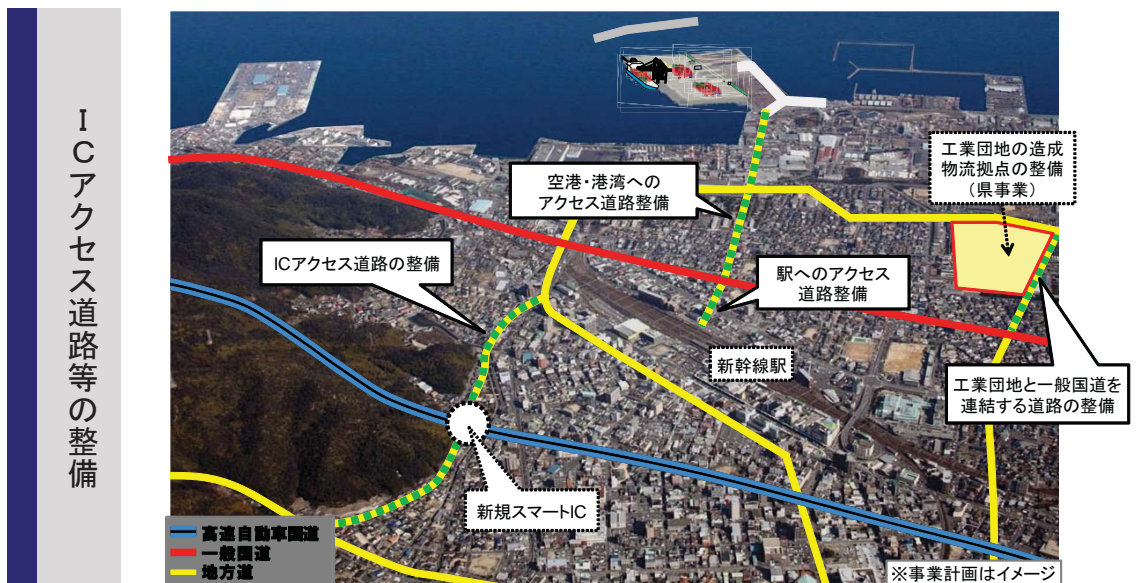 ICアクセス道路等の整備
工業団地の造成
物流拠点の整備
(県事業)
空港・港湾への
アクセス道路整備
ICアクセス道路の整備
駅へのアクセス
道路整備
新幹線駅
工業団地と一般国道を
連結する道路の整備
新規スマートIC
高速自動車国道
一般国道
地方道
※事業計画はイメージ